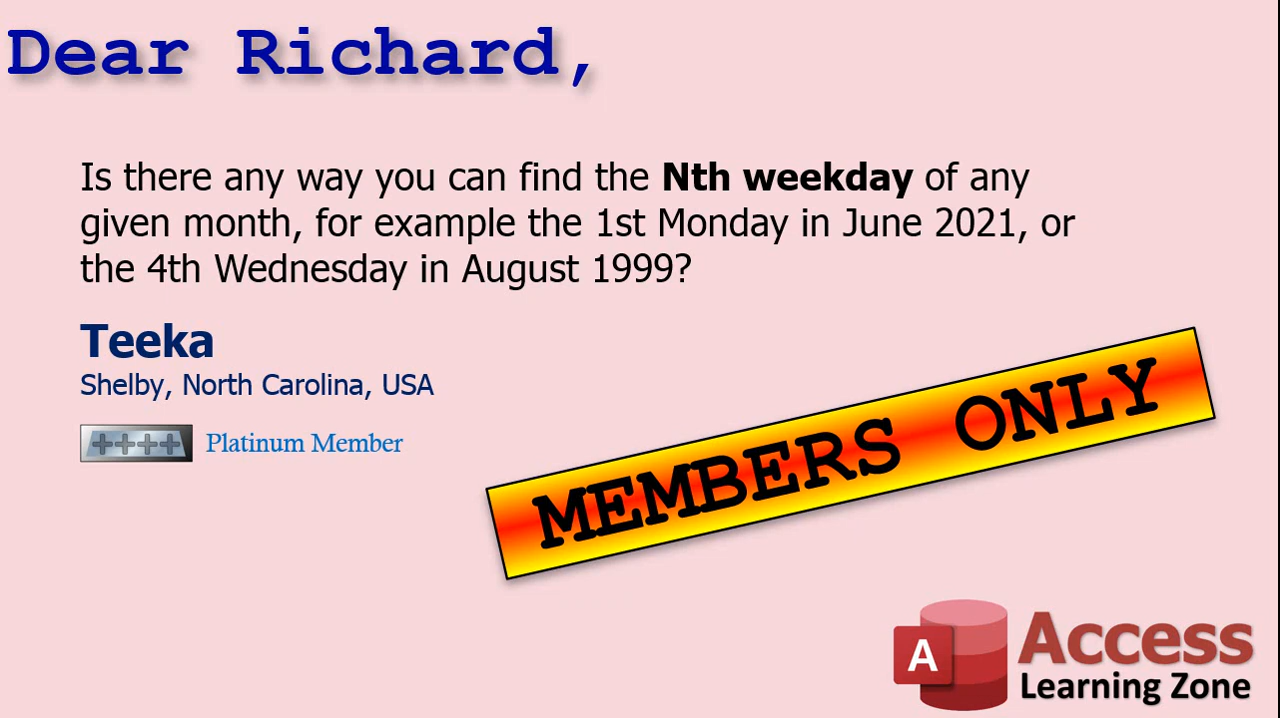 Dear Richard,
Is there any way you can find the Nth weekday of any
given month, for example the 1st Monday in June 2021, or
the 4th Wednesday in August 1999?
Teeka
Shelby, North Carolina, USA
++++ Platinum Member
MEMBERS ONLY
A Access
Learning Zone